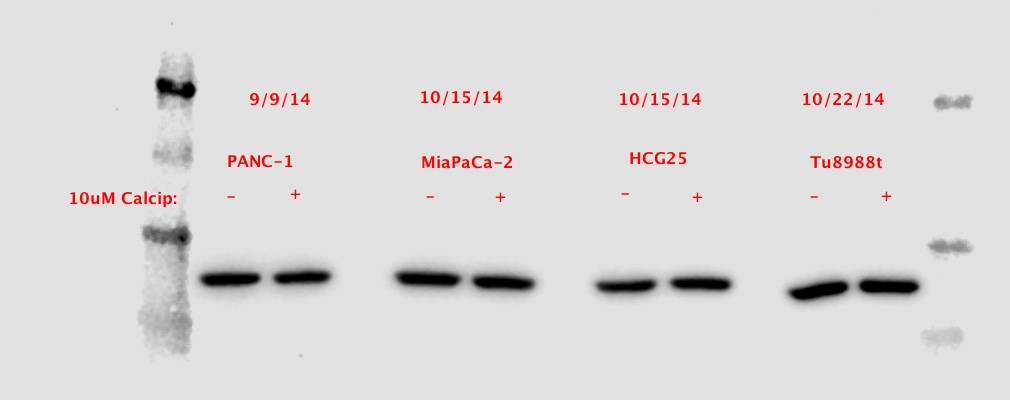 9/9/14 10/15/14 10/15/14 10/22/14
PANC-1 MiaPaCa-2 HCG25 Tu8988t
10uM Calcip: - + - + - + - +